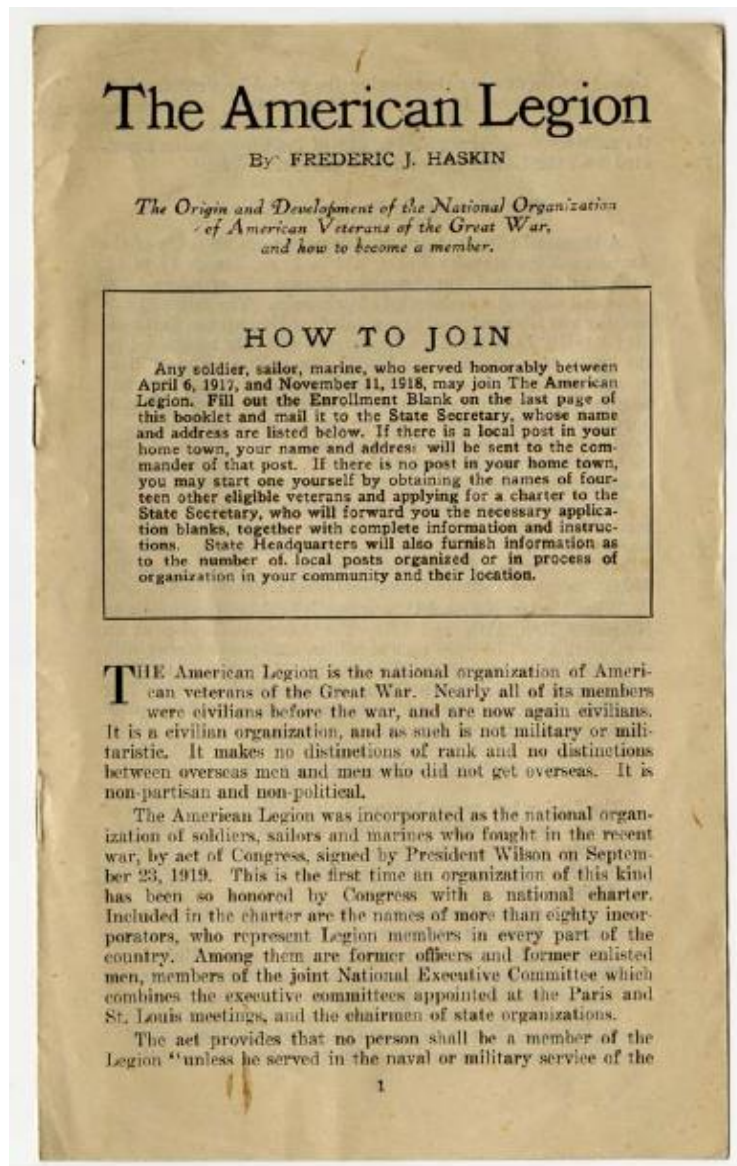 The American Legion
By FREDERIC J. HASKIN
The Origin and Development of the National Organization
of American Veterans of the Great War,
and how to become a member.
HOW TO JOIN
Any soldier, sailor, marine, who served honorably between
April 6, 1917, and November 11, 1918, may join The American
Legion. Fill out the Enrollment Blank on the last page of
this booklet and mail it to the State Secretary, whose name
and address are listed below. If there is a local post in your
home town, your name and address will be sent to the com-
mander of that post. If there is no post in your home town,
you may start one yourself by obtaining the names of four-
teen other eligible veterans and applying for a charter to the
State Secretary, who will forward you the necessary applica-
tion blanks, together with complete information and instruc-
tions. State Headquarters will also furnish information as
to the number of. local posts organized or in process of
organization in your community and their location.
THE American Legion is the national organization of Ameri-
can veterans of the Great War. Nearly all of its members
were civilians before the war, and are now again civilians.
It is a civilian organization, and as such is not military or mili-
taristic. It makes no distinctions of rank and no distinctions
between overseas men and men who did not get overseas. It is
non-partisan and non-political.
The American Legion was incorporated as the national organ-
ization of soldiers, sailors and marines who fought in the recent
war, by act of Congress, signed by President Wilson on Septem-
ber 23, 1919. This is the first time an organization of this kind
has been so honored by Congress with a national charter.
Included in the charter are the names of more than eighty incor-
porators, who represent Legion members in every part of the
country. Among them are former officers and former enlisted
men, members of the joint National Executive Committee which
combines the executive committees appointed at the Paris and
St. Louis meetings, and the chairmen of state organizations.
The act provides that no person shall be a member of the
Legion "unless he served in the naval or military service of the
1